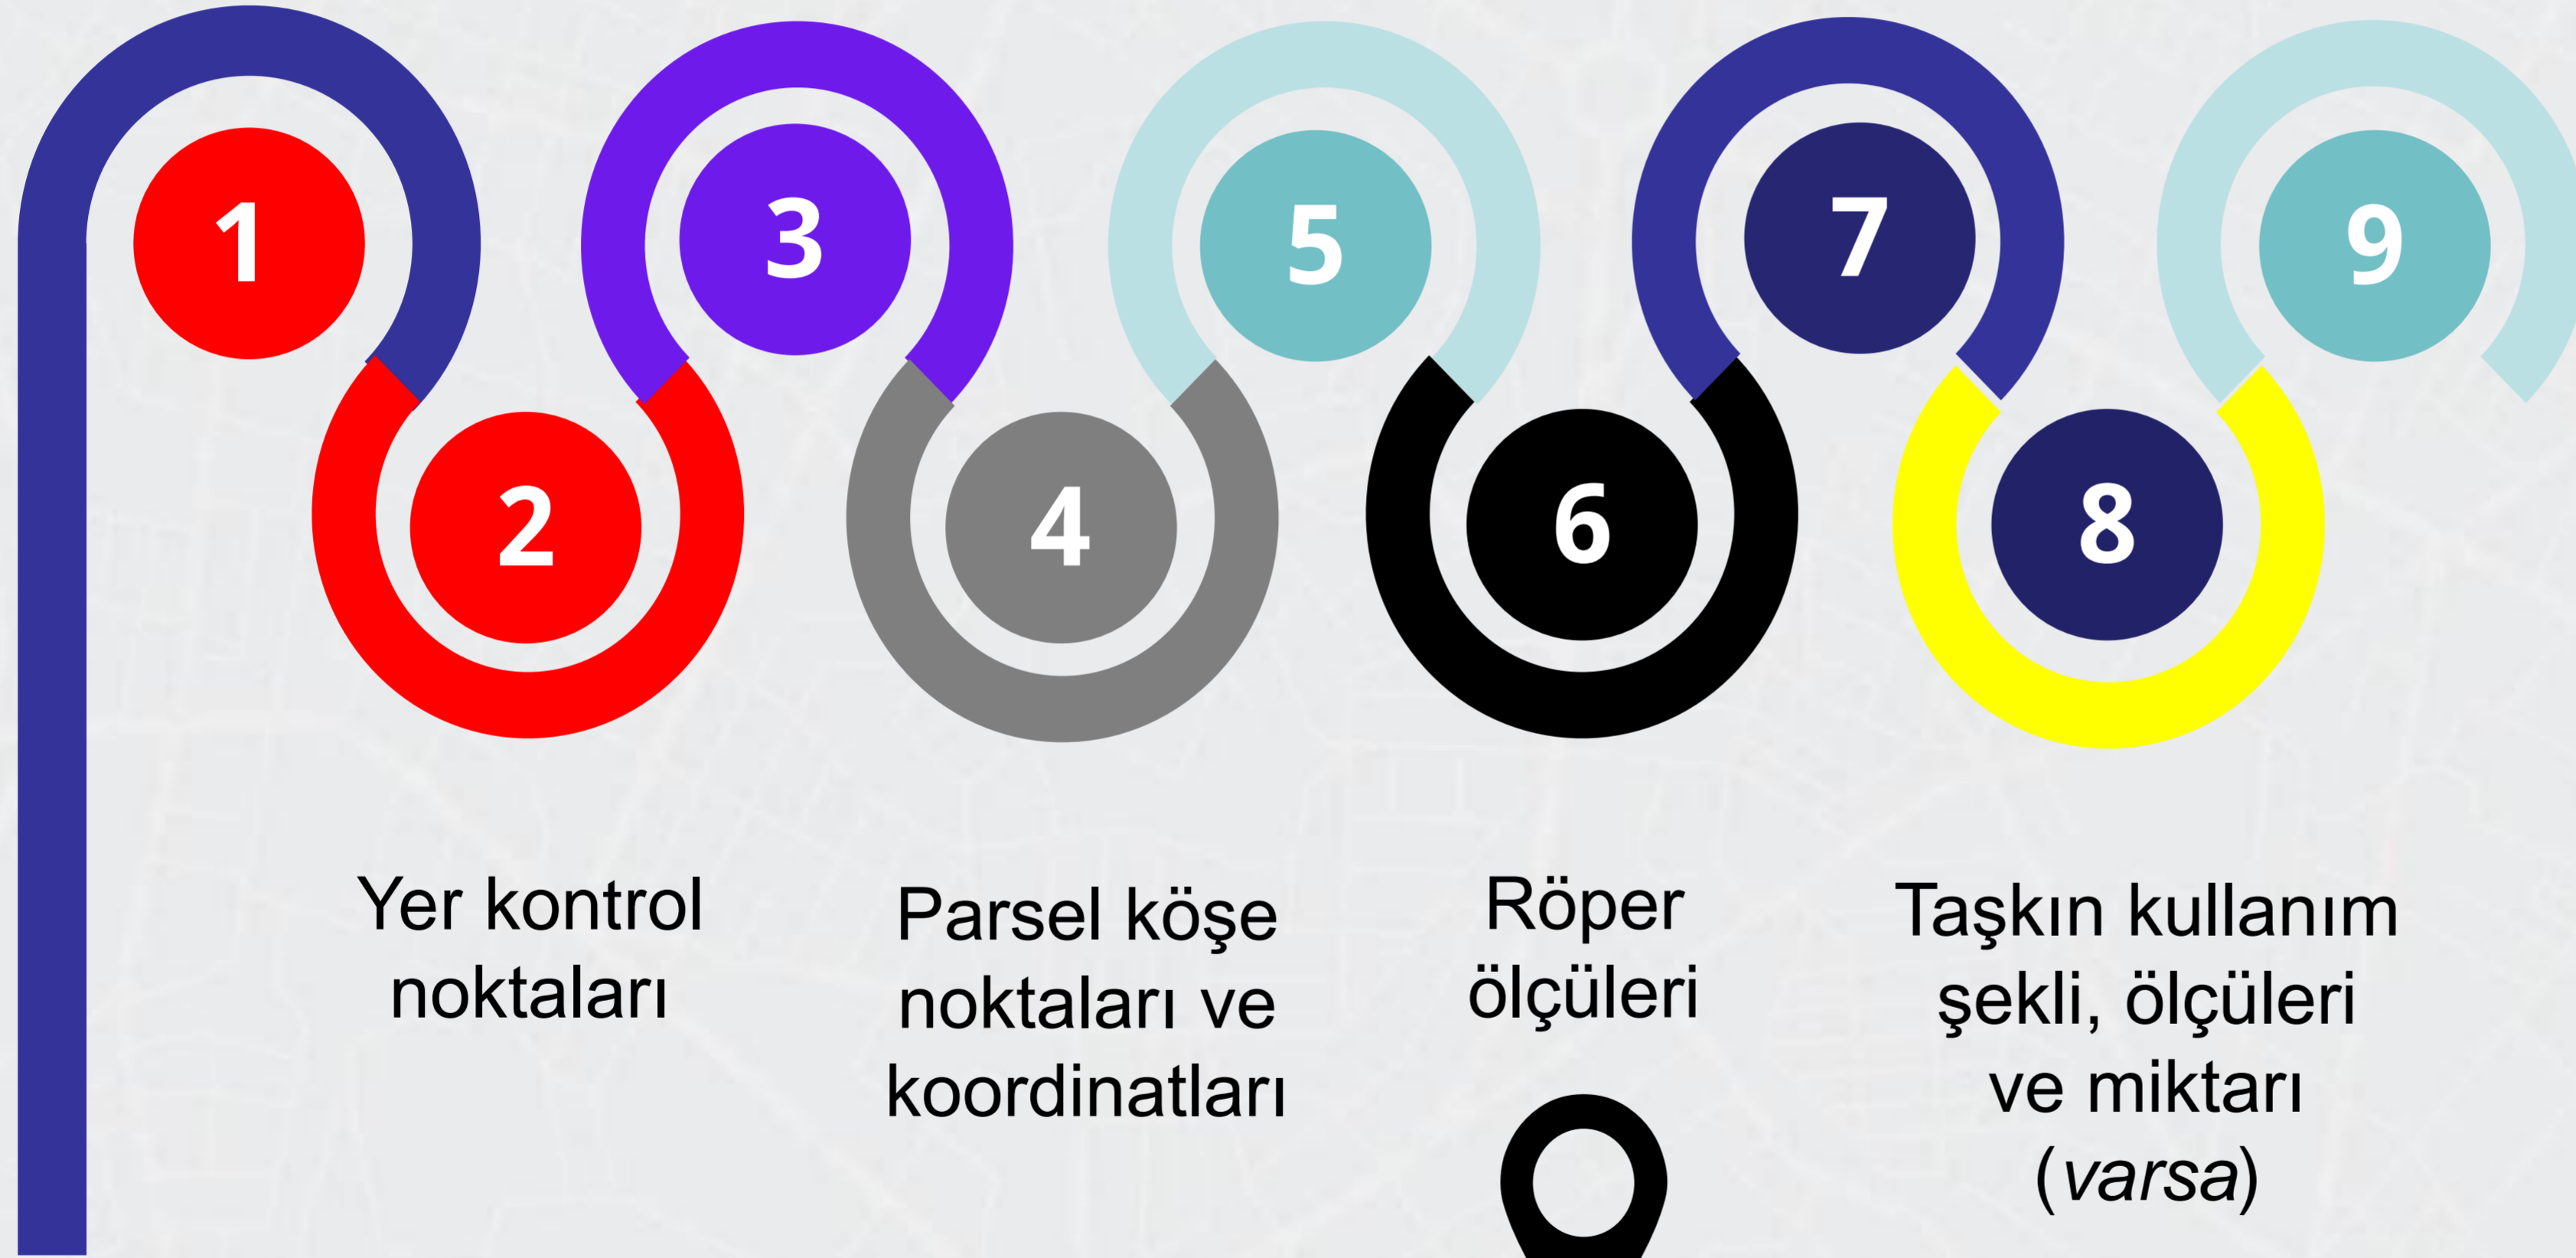 1
2
3
4
5
6
7
8
9
Yer kontrol
noktaları
Parsel köşe
noktaları ve
koordinatları
Röper
ölçüleri
Taşkın kullanım
şekli, ölçüleri
ve miktarı
(varsa)